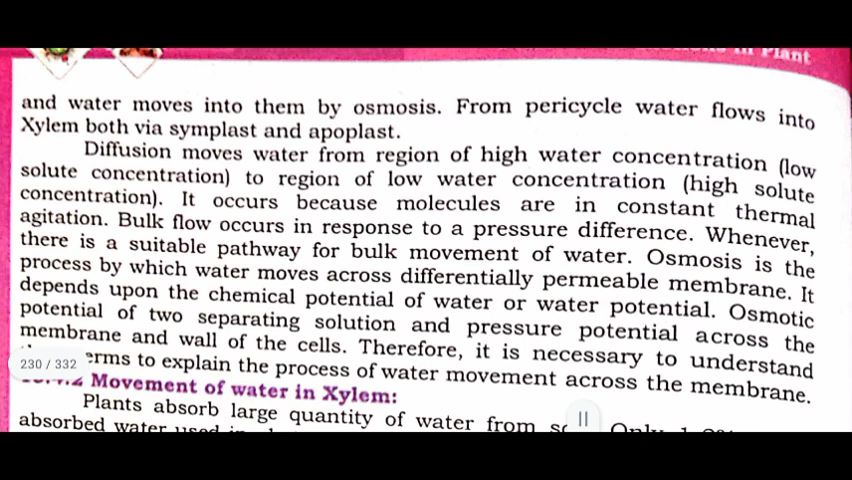 in Plant
and water moves into them by osmosis. From pericycle water flows into
Xylem both via symplast and apoplast.
Diffusion moves water from region of high water concentration (low
solute concentration) to region of low water concentration (high solute
concentration). It occurs because molecules are in constant thermal
agitation. Bulk flow occurs in response to a pressure difference. Whenever,
there is a suitable pathway for bulk movement of water. Osmosis is the
process by which water moves across differentially permeable membrane. It
depends upon the chemical potential of water or water potential. Osmotic
potential of two separating solution and pressure potential across the
membrane and wall of the cells. Therefore, it is necessary to understand
erms to explain the process of water movement across the membrane.
230 / 332
Movement of water in Xylem:
Plants absorb large quantity of water from
absorbed water used